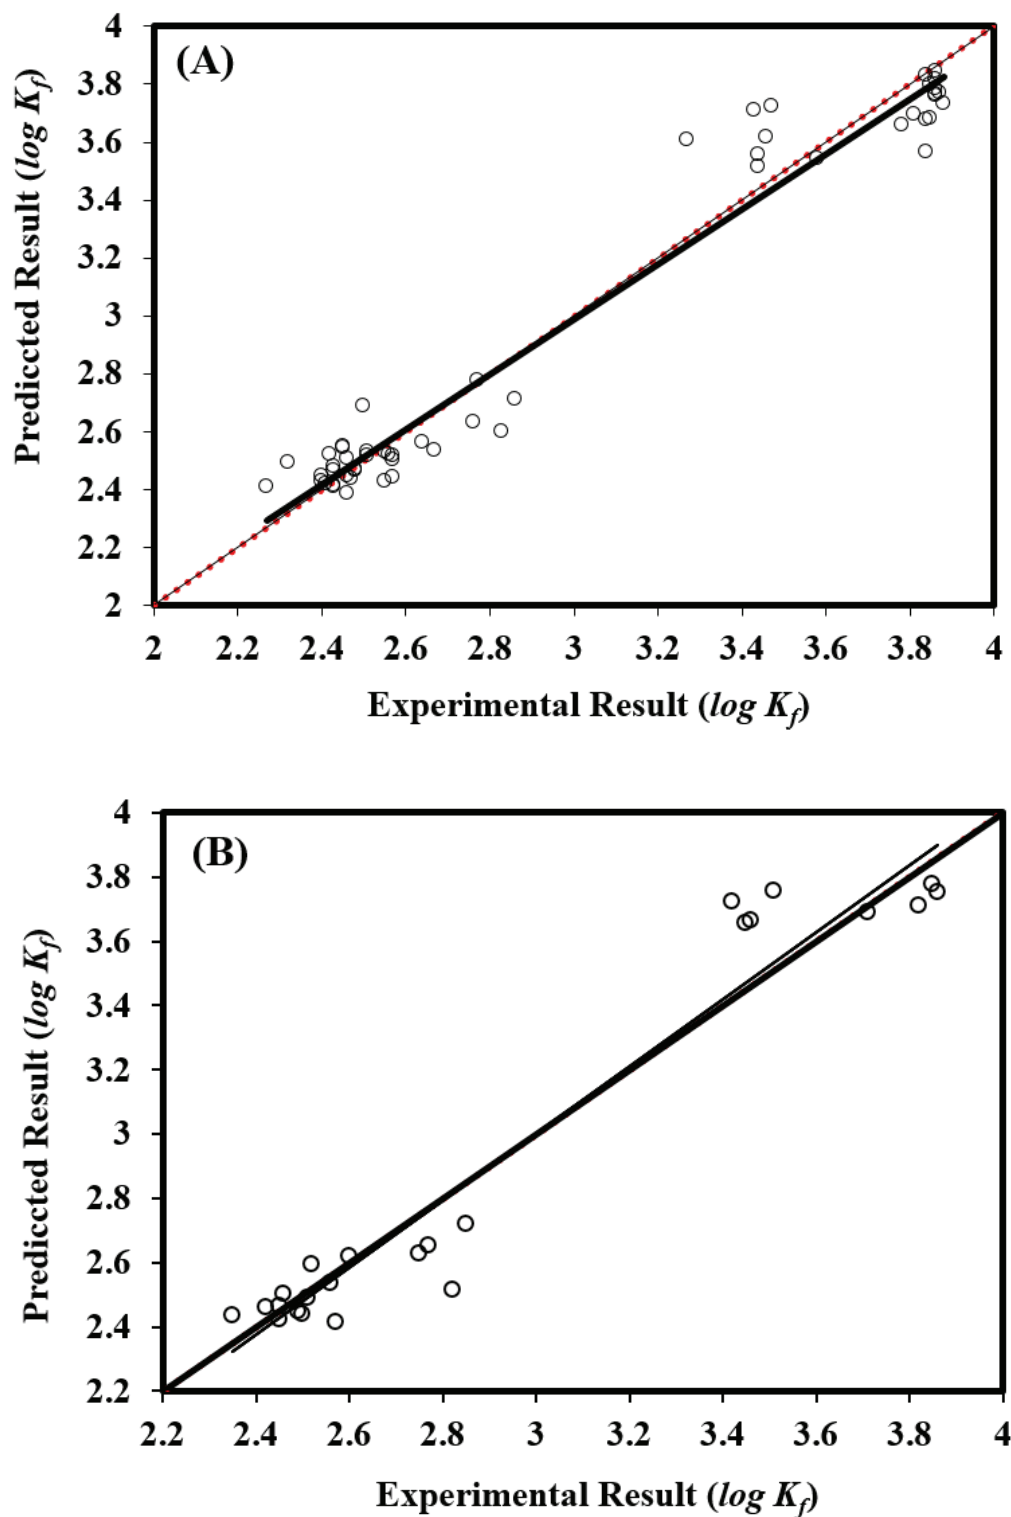 (A)
Prediccted Result (log Kf)
4
3.8
3.6
3.4
3.2
3
2.8
2.6
2.4
2.2
2
2 2.2 2.4 2.6 2.8 3 3.2 3.4 3.6 3.8 4
Experimental Result (log Kf)
(B)
Prediccted Result (log Kf)
4
3.8
3.6
3.4
3.2
3
2.8
2.6
2.4
2.2
2.2 2.4 2.6 2.8 3 3.2 3.4 3.6 3.8 4
Experimental Result (log Kf)